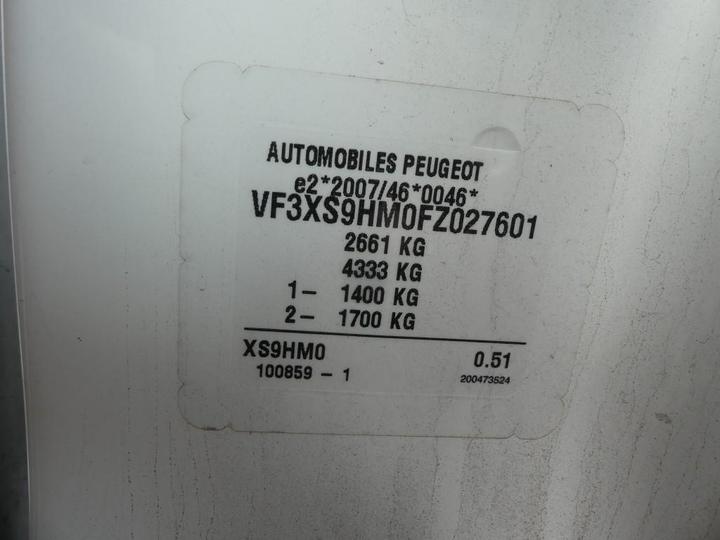 AUTOMOBILES PEUGEOT
e2*2007/46*0046*
VF3XS9HM0FZ027601
2661 KG
4333 KG
1- 1400 KG
2- 1700 KG
XS9HM0 0.51
100859 - 1 200473524